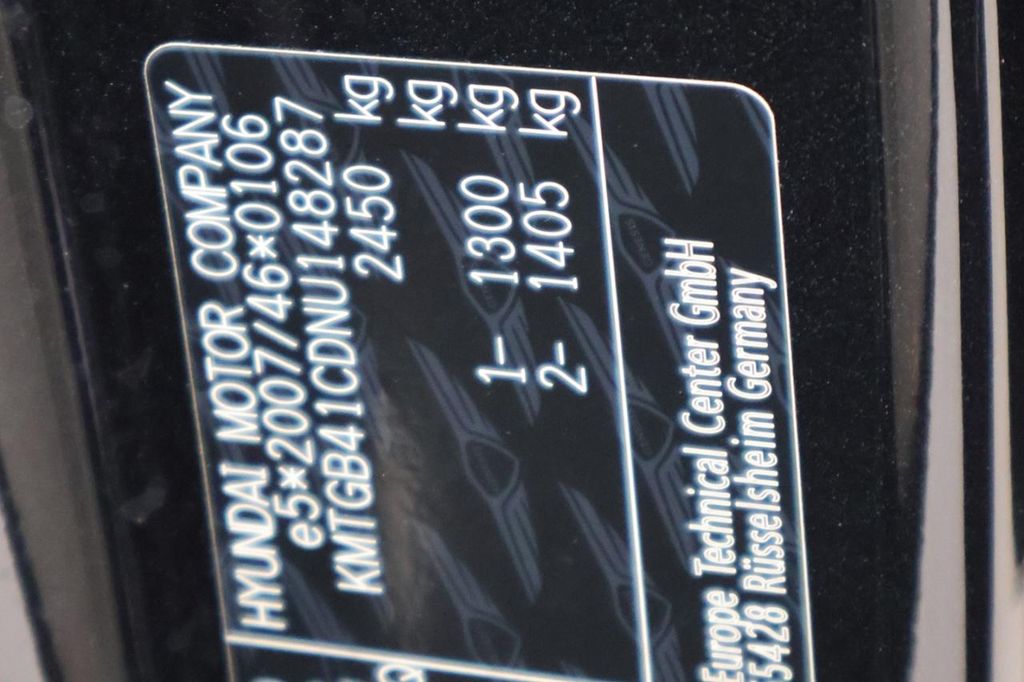 HYUNDAI MOTOR COMPANY
e5*2007/46*0106
KMTGB41CDNU148287
2450 kg
kg
1- 1300 kg
2- 1405 kg
Europe Technical Center GmbH
5428 Rüsselsheim Germany